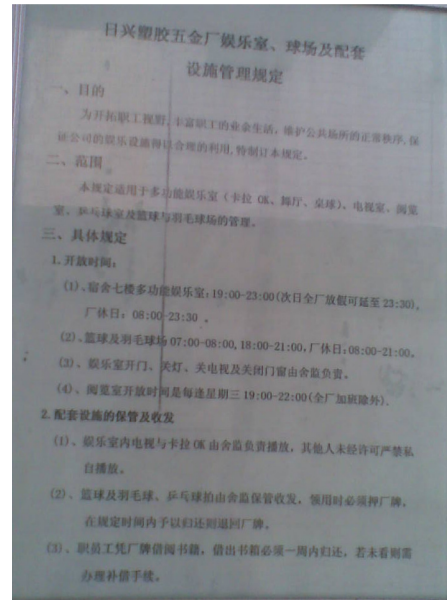 日兴塑胶五金厂娱乐室、球场及配套
设施管理规定
一、目的
为开拓职工视野,丰富职工的业余生活,维护公共场所的正常秩序,保
证公司的娱乐设施得以合理的利用,特制订本规定。
二、范围
本规定适用于多功能娱乐室（卡拉 OK、舞厅、桌球）、电视室、阅览
室、乒乓球室及篮球与羽毛球场的管理。
三、具体规定
1.开放时间：
（1）、宿舍七楼多功能娱乐室：19:00-23:00(次日全厂放假可延至 23:30),
厂休日：08:00-23:30 。
（2）、篮球及羽毛球场 07:00-08:00,18:00-21:00,厂休日：08:00-21:00。
（3）、娱乐室开门、关灯、关电视及关闭门窗由舍监负责。
（4）、阅览室开放时间是每逢星期三 19:00-22:00(全厂加班除外).
2.配套设施的保管及收发
（1）、娱乐室内电视与卡拉 OK 由舍监负责播放，其他人未经许可严禁私
自播放。
（2）、篮球及羽毛球、乒乓球拍由舍监保管收发，领用时必须押厂牌，
在规定时间内予以归还则退回厂牌。
（3）、职员工凭厂牌借阅书籍，借出书籍必须一周内归还，若未看则需
办理补借手续。